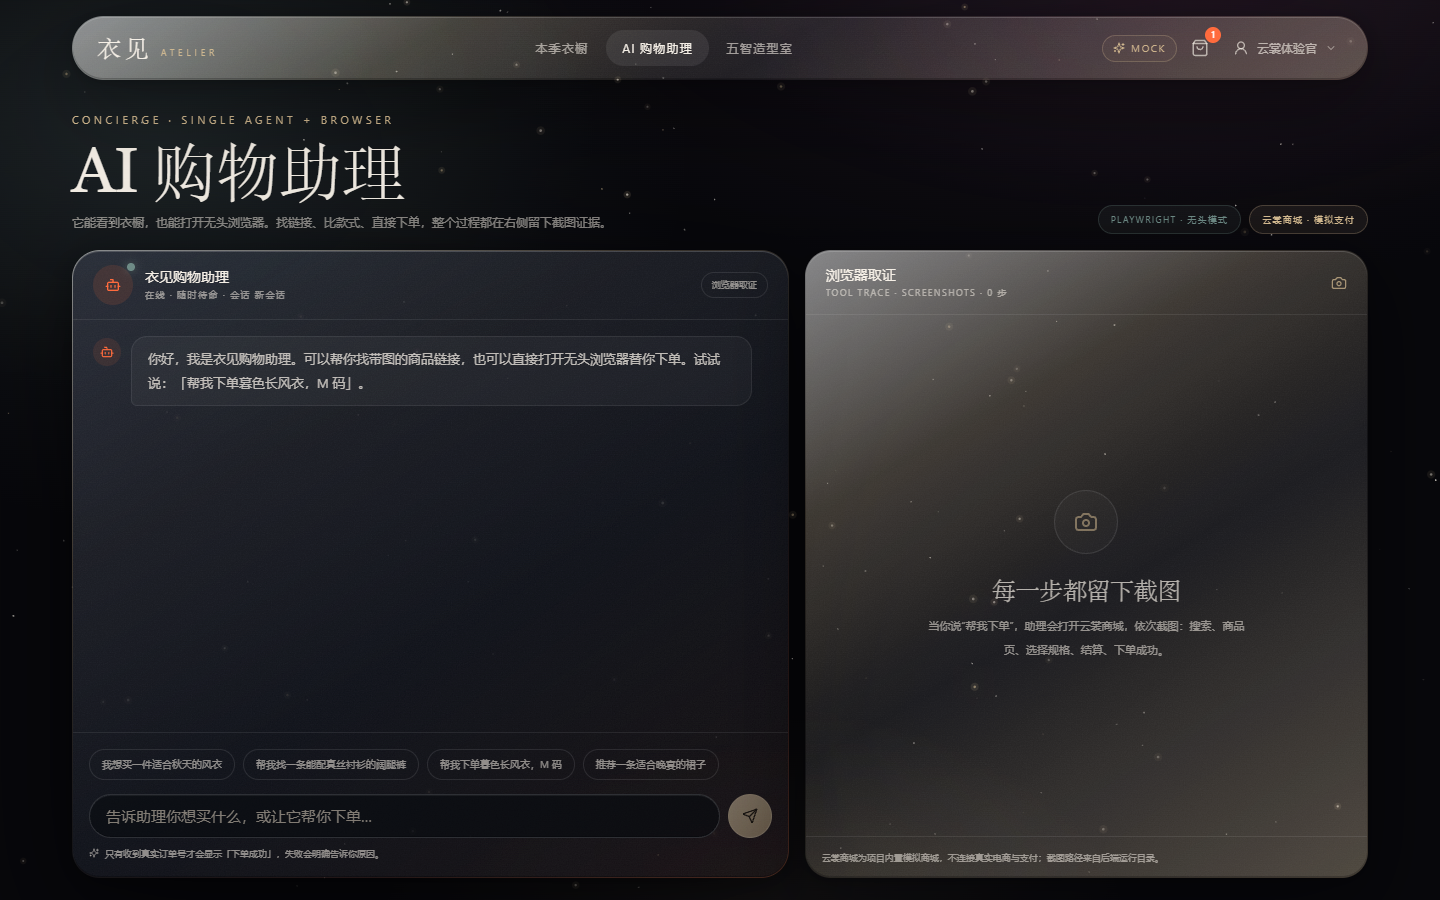 衣见 ATELIER
本季衣橱
AI 购物助理
五智造型室
MOCK
1
云裳体验官
CONCIERGE · SINGLE AGENT + BROWSER
AI 购物助理
它能看到衣橱，也能打开无头浏览器。找链接、比款式、直接下单，整个过程都在右侧留下截图证据。
PLAYWRIGHT · 无头模式
云裳商城 · 模拟支付
衣见购物助理
在线 · 随时待命 · 会话 新会话
浏览器取证
你好，我是衣见购物助理。可以帮你找带图的商品链接，也可以直接打开无头浏览器替你下单。试试
说：「帮我下单暮色长风衣，M 码」。
我想买一件适合秋天的风衣
帮我找一条能配真丝衬衫的阔腿裤
帮我下单暮色长风衣，M 码
推荐一条适合晚宴的裙子
告诉助理你想买什么，或让它帮你下单...
只有收到真实订单号才会显示「下单成功」，失败会明确告诉你原因。
浏览器取证
TOOL TRACE · SCREENSHOTS · 0 步
每一步都留下截图
当你说“帮我下单”，助理会打开云裳商城，依次截图：搜索、商品
页、选择规格、结算、下单成功。
云裳商城为项目内置模拟商城，不连接真实电商与支付；截图路径来自后端运行目录。